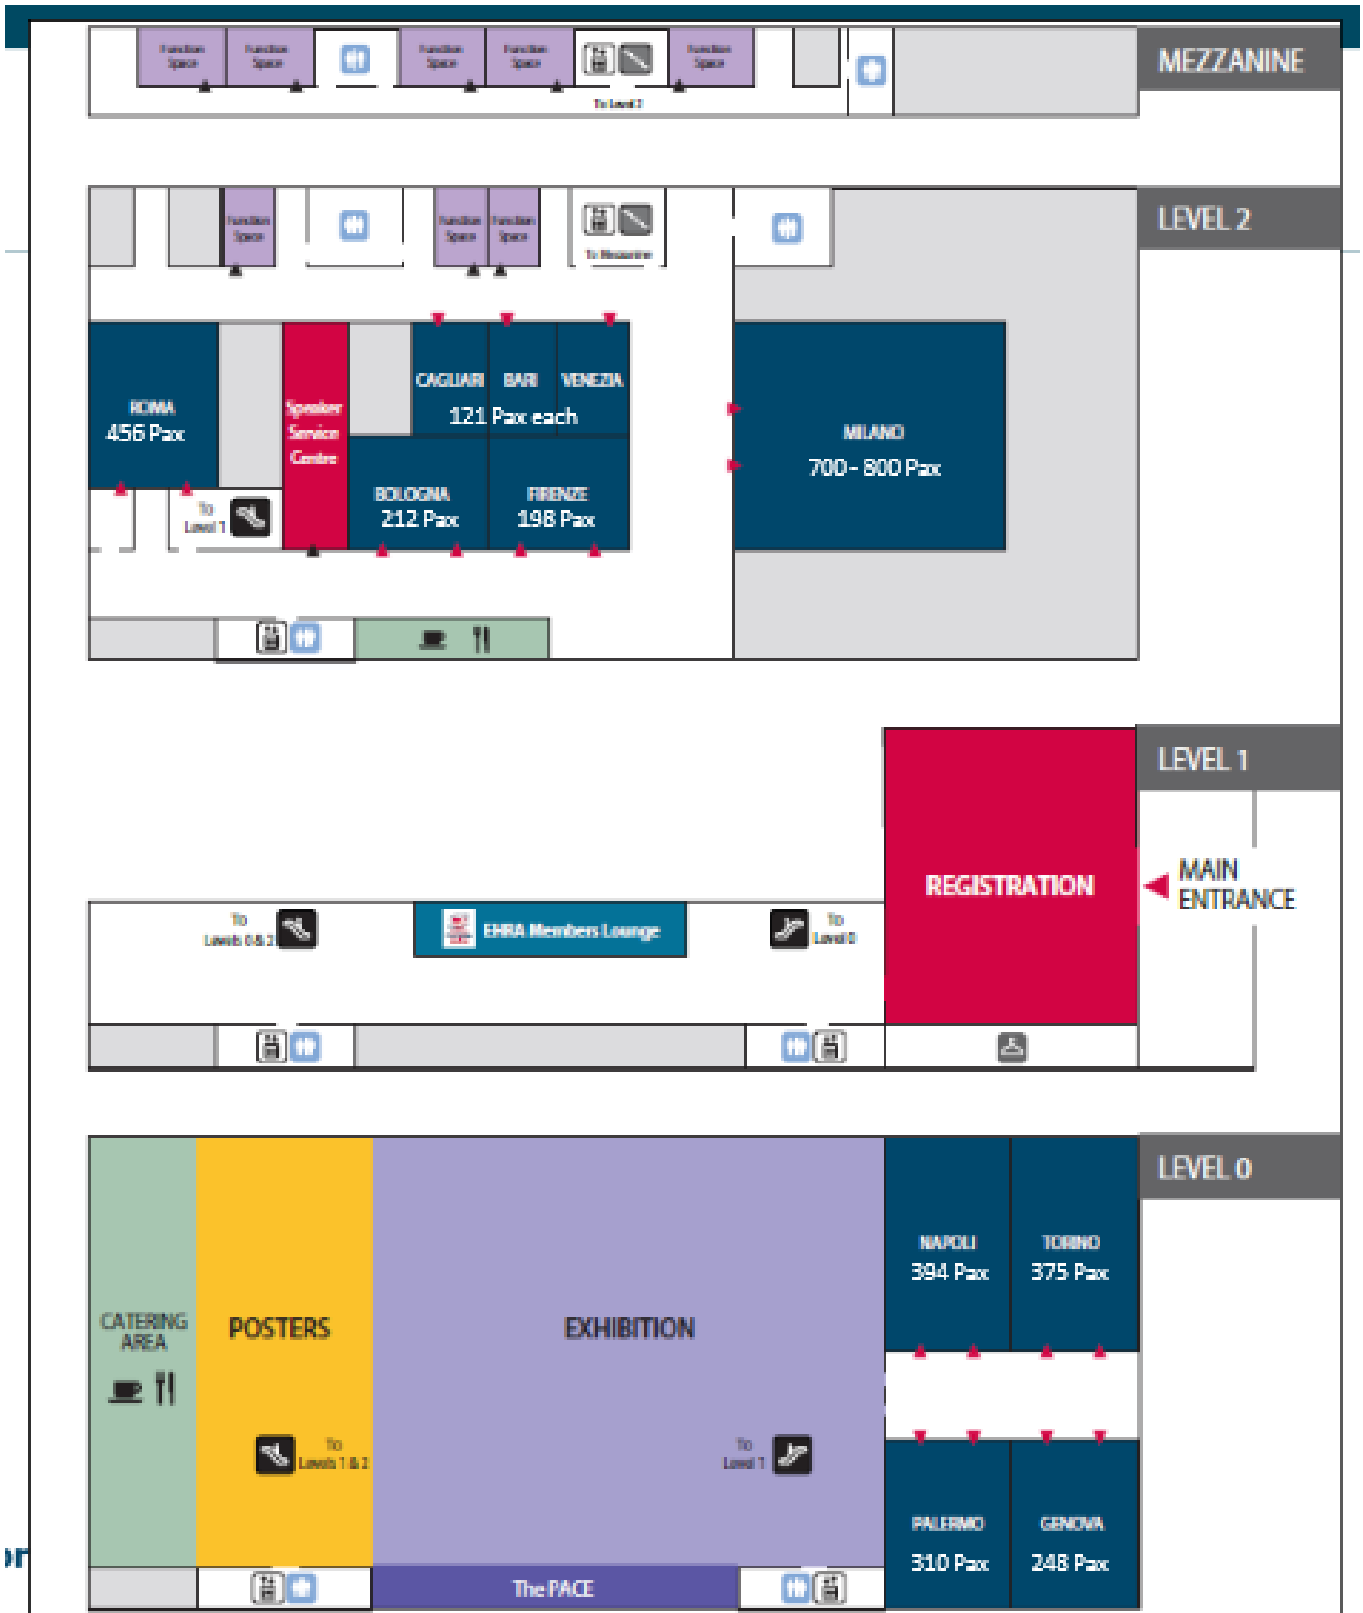 MEZZANINE
Function
Space
Function
Space
Function
Space
Function
Space
Function
Space
To Level 2
LEVEL 2
Function
Space
Function
Space
Function
Space
To Mezzanine
ROMA
456 Pax
Speaker
Service
Centre
CAGLIARI
BARI
VENEZIA
121 Pax each
BOLOGNA
212 Pax
FIRENZE
198 Pax
MILANO
700 - 800 Pax
To
Level 1
LEVEL 1
REGISTRATION
MAIN
ENTRANCE
To
Levels 0 & 2
EHRA Members Lounge
To
Level 0
LEVEL 0
NAPOLI
394 Pax
TORINO
375 Pax
CATERING
AREA
POSTERS
EXHIBITION
To
Levels 1 & 2
To
Level 1
PALERMO
310 Pax
GENOVA
248 Pax
The PACE